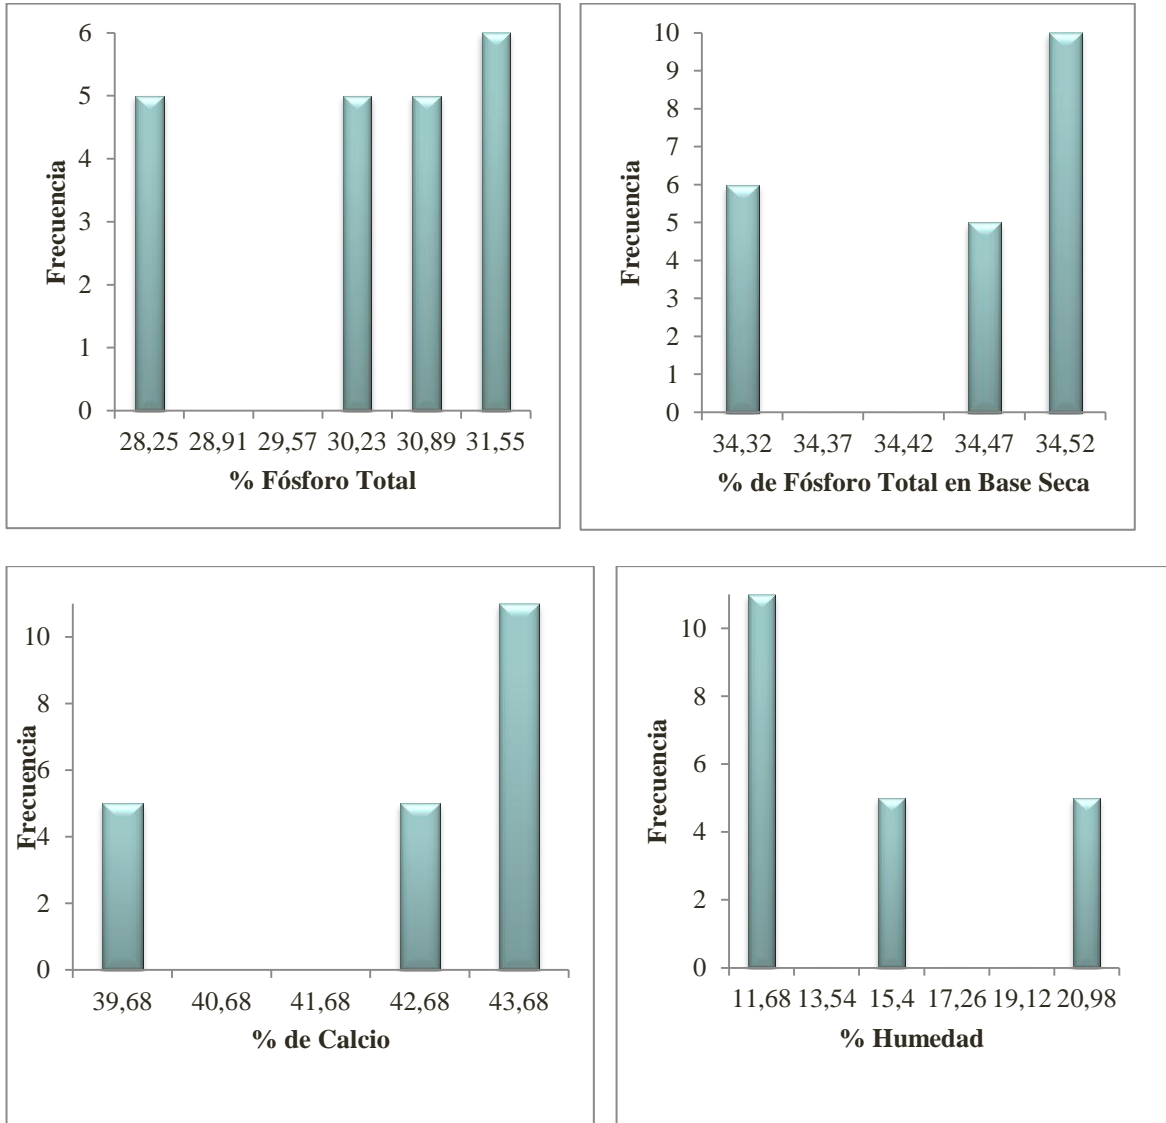 6
5
4
3
2
1
0
Frecuencia
28,25 28,91 29,57 30,23 30,89 31,55
% Fósforo Total
10
9
8
7
6
5
4
3
2
1
0
Frecuencia
34,32 34,37 34,42 34,47 34,52
% de Fósforo Total en Base Seca
10
8
6
4
2
0
Frecuencia
39,68 40,68 41,68 42,68 43,68
% de Calcio
10
8
6
4
2
0
Frecuencia
11,68 13,54 15,4 17,26 19,12 20,98
% Humedad